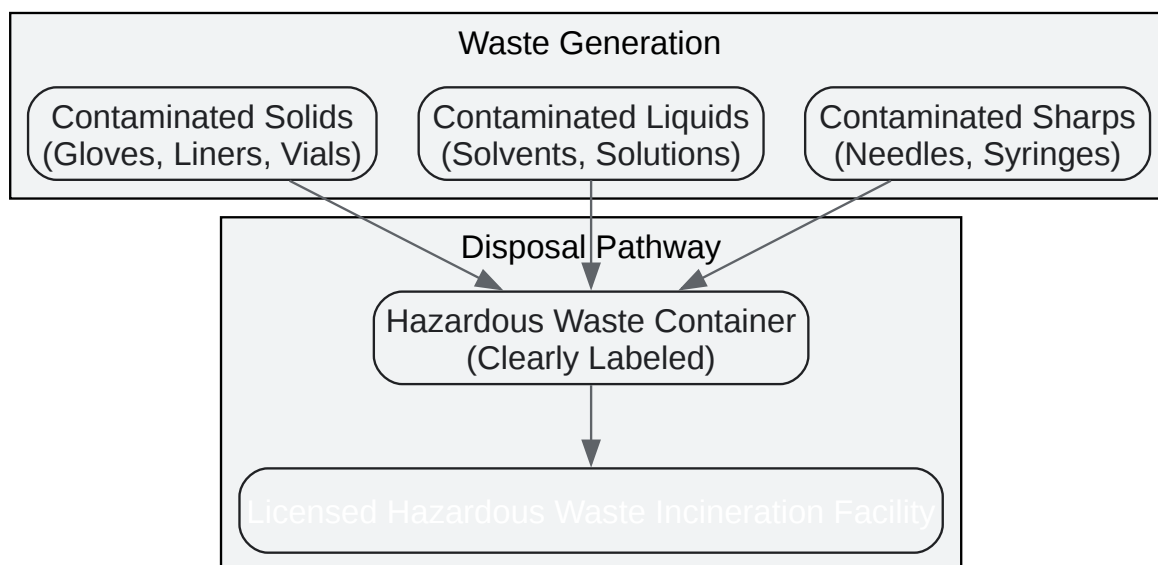 Waste Generation
Contaminated Solids
(Gloves, Liners, Vials)
Contaminated Liquids
(Solvents, Solutions)
Contaminated Sharps
(Needles, Syringes)
Disposal Pathway
Hazardous Waste Container
(Clearly Labeled)
Licensed Hazardous Waste Incineration Facility